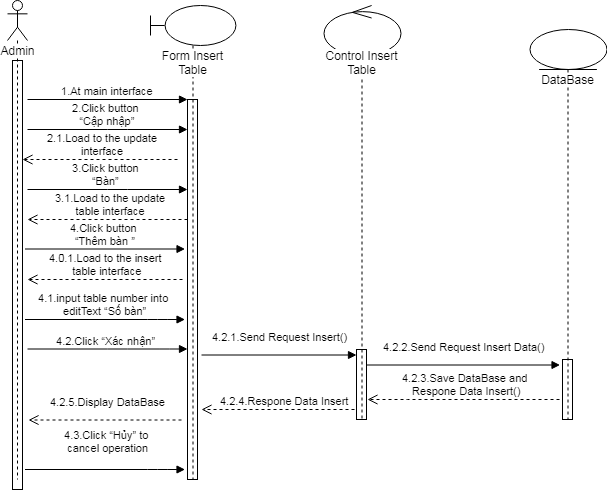 Admin
Form Insert
Table
Control Insert
Table
DataBase
1.At main interface
2.Click button
“Cập nhập”
2.1.Load to the update
interface
3.Click button
“Bàn”
3.1.Load to the update
table interface
4.Click button
“Thêm bàn ”
4.0.1.Load to the insert
table interface
4.1.input table number into
editText “Số bàn”
4.2.Click “Xác nhận”
4.2.1.Send Request Insert()
4.2.2.Send Request Insert Data()
4.2.3.Save DataBase and
Respone Data Insert()
4.2.4.Respone Data Insert
4.2.5.Display DataBase
4.3.Click “Hủy” to
cancel operation